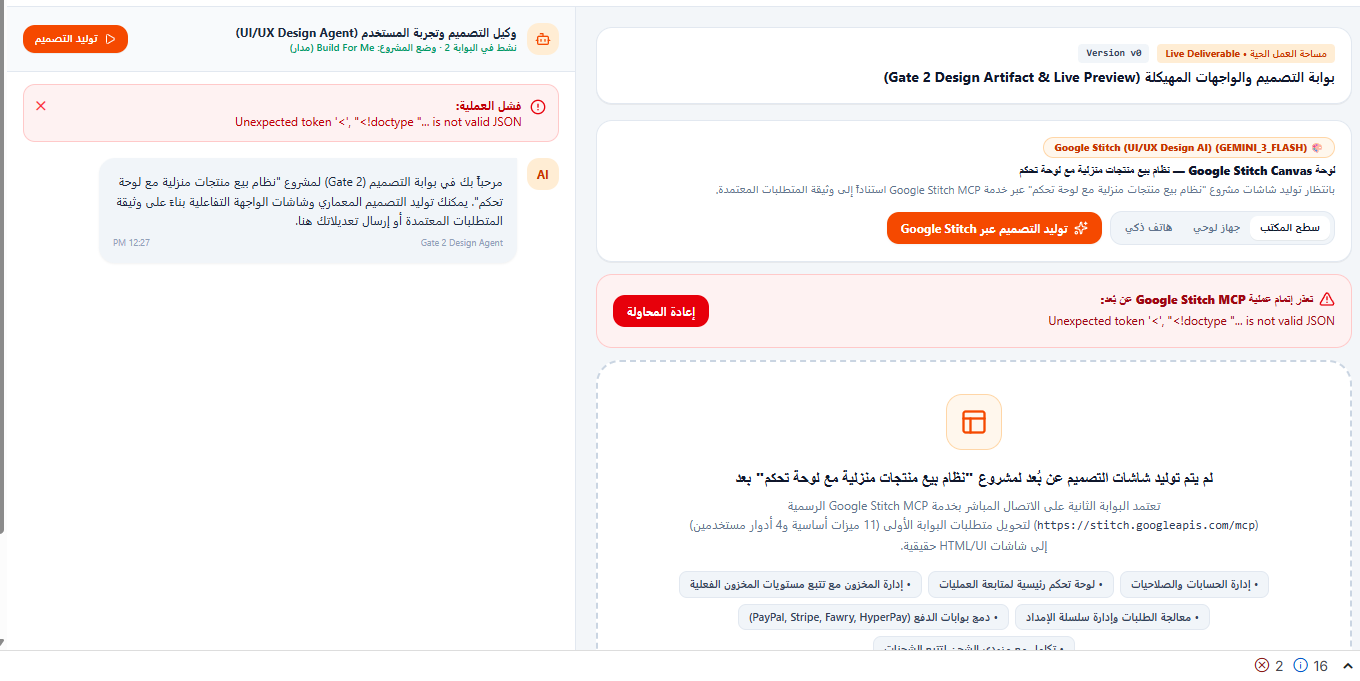 وكيل التصميم وتجربة المستخدم (UI/UX Design Agent)
نشط في البوابة 2 • وضع المشروع: Build For Me (مدار)
توليد التصميم
فشل العملية:
Unexpected token '<', "<!doctype "... is not valid JSON
AI
مرحباً بك في بوابة التصميم (Gate 2) لمشروع "نظام بيع منتجات منزلية مع لوحة
تحكم". يمكنك توليد التصميم المعماري وشاشات الواجهة التفاعلية بناءً على وثيقة
المتطلبات المعتمدة أو إرسال تعديلاتك هنا.
Gate 2 Design Agent
12:27 PM
مساحة العمل الحية • Live Deliverable
Version v0
بوابة التصميم والواجهات المهيكلة (Gate 2 Design Artifact & Live Preview)
Google Stitch (UI/UX Design AI) (GEMINI_3_FLASH)
لوحة Google Stitch Canvas — نظام بيع منتجات منزلية مع لوحة تحكم
بانتظار توليد شاشات مشروع "نظام بيع منتجات منزلية مع لوحة تحكم" عبر خدمة Google Stitch MCP استناداً إلى وثيقة المتطلبات المعتمدة.
سطح المكتب
جهاز لوحي
هاتف ذكي
توليد التصميم عبر Google Stitch
تعذر إتمام عملية Google Stitch MCP عن بُعد:
Unexpected token '<', "<!doctype "... is not valid JSON
إعادة المحاولة
لم يتم توليد شاشات التصميم عن بُعد لمشروع "نظام بيع منتجات منزلية مع لوحة تحكم" بعد
تعتمد البوابة الثانية على الاتصال المباشر بخدمة Google Stitch MCP الرسمية
(https://stitch.googleapis.com/mcp) لتحويل متطلبات البوابة الأولى (11 ميزات أساسية و4 أدوار مستخدمين)
إلى شاشات HTML/UI حقيقية.
• إدارة الحسابات والصلاحيات
• لوحة تحكم رئيسية لمتابعة العمليات
• إدارة المخزون مع تتبع مستويات المخزون الفعلية
• معالجة الطلبات وإدارة سلسلة الإمداد
• دمج بوابات الدفع (PayPal, Stripe, Fawry, HyperPay)
• تكامل مع مزودي الشحن لتتبع الشحنات
2
16